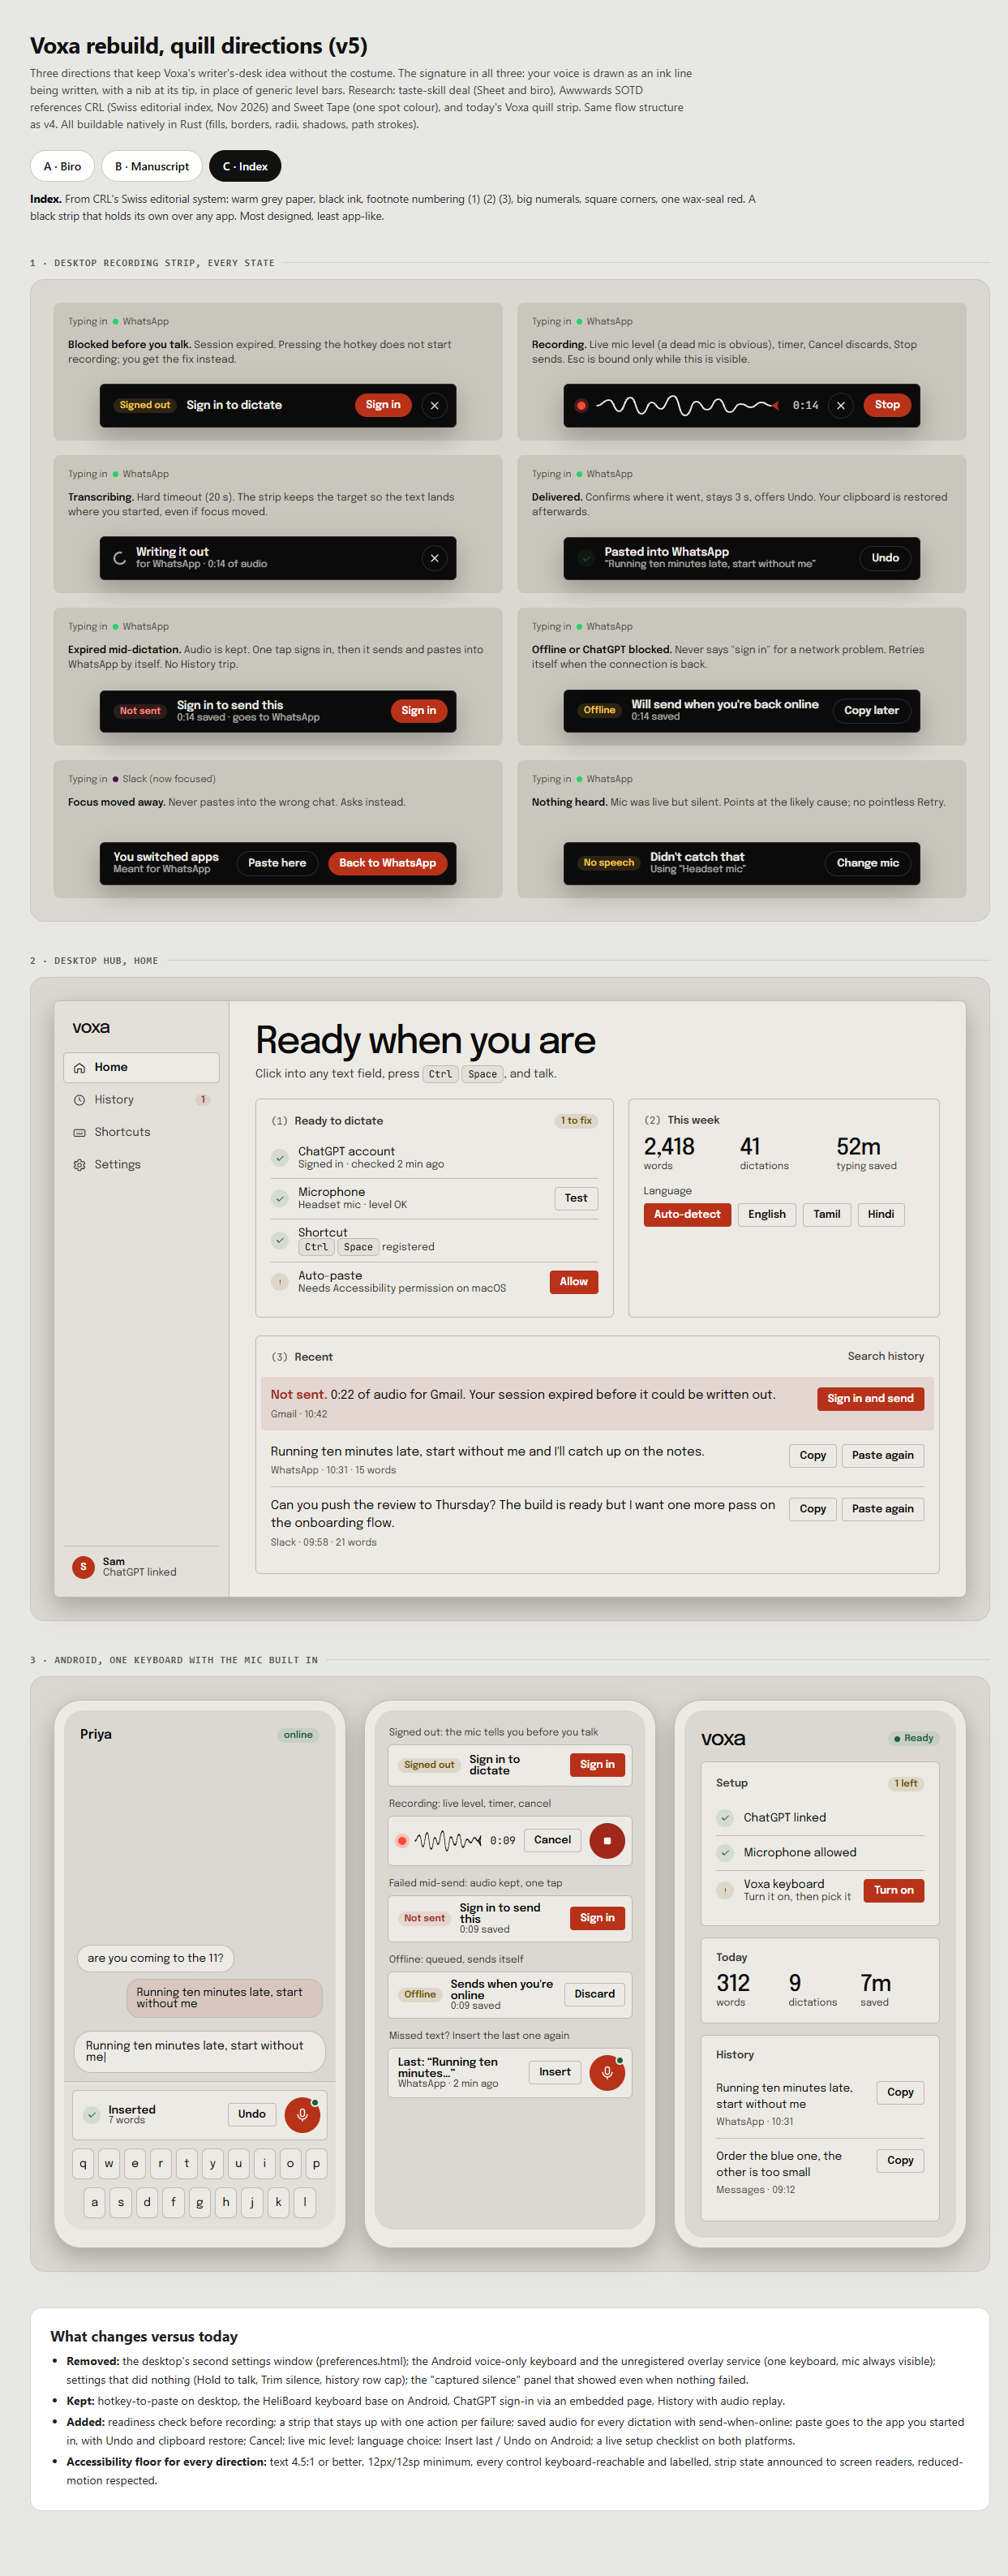 Voxa rebuild, quill directions (v5)
Three directions that keep Voxa's writer's-desk idea without the costume. The signature in all three: your voice is drawn as an ink line
being written, with a nib at its tip, in place of generic level bars. Research: taste-skill deal (Sheet and biro), Awwwards SOTD
references CRL (Swiss editorial index, Nov 2026) and Sweet Tape (one spot colour), and today's Voxa quill strip. Same flow structure
as v4. All buildable natively in Rust (fills, borders, radii, shadows, path strokes).
A · Biro
B · Manuscript
C · Index
Index. From CRL's Swiss editorial system: warm grey paper, black ink, footnote numbering (1) (2) (3), big numerals, square corners, one wax-seal red. A
black strip that holds its own over any app. Most designed, least app-like.
1 · DESKTOP RECORDING STRIP, EVERY STATE
Typing in WhatsApp
Blocked before you talk. Session expired. Pressing the hotkey does not start
recording; you get the fix instead.
Signed out
Sign in to dictate
Sign in
Typing in WhatsApp
Recording. Live mic level (a dead mic is obvious), timer, Cancel discards, Stop
sends. Esc is bound only while this is visible.
0:14
Stop
Typing in WhatsApp
Transcribing. Hard timeout (20 s). The strip keeps the target so the text lands
where you started, even if focus moved.
Writing it out
for WhatsApp · 0:14 of audio
Typing in WhatsApp
Delivered. Confirms where it went, stays 3 s, offers Undo. Your clipboard is restored
afterwards.
Pasted into WhatsApp
"Running ten minutes late, start without me"
Undo
Typing in WhatsApp
Expired mid-dictation. Audio is kept. One tap signs in, then it sends and pastes into
WhatsApp by itself. No History trip.
Not sent
Sign in to send this
0:14 saved · goes to WhatsApp
Sign in
Typing in WhatsApp
Offline or ChatGPT blocked. Never says "sign in" for a network problem. Retries
itself when the connection is back.
Offline
Will send when you're back online
0:14 saved
Copy later
Typing in Slack (now focused)
Focus moved away. Never pastes into the wrong chat. Asks instead.
You switched apps
Meant for WhatsApp
Paste here
Back to WhatsApp
Typing in WhatsApp
Nothing heard. Mic was live but silent. Points at the likely cause; no pointless Retry.
No speech
Didn't catch that
Using "Headset mic"
Change mic
2 · DESKTOP HUB, HOME
voxa
Home
History 1
Shortcuts
Settings
S
Sam
ChatGPT linked
Ready when you are
Click into any text field, press Ctrl Space, and talk.
(1) Ready to dictate
1 to fix
ChatGPT account
Signed in · checked 2 min ago
Microphone
Headset mic · level OK
Test
Shortcut
Ctrl Space registered
Auto-paste
Needs Accessibility permission on macOS
Allow
(2) This week
2,418 41 52m
words dictations typing saved
Language
Auto-detect English Tamil Hindi
(3) Recent
Search history
Not sent. 0:22 of audio for Gmail. Your session expired before it could be written out.
Gmail · 10:42
Sign in and send
Running ten minutes late, start without me and I'll catch up on the notes.
WhatsApp · 10:31 · 15 words
Copy Paste again
Can you push the review to Thursday? The build is ready but I want one more pass on
the onboarding flow.
Slack · 09:58 · 21 words
Copy Paste again
3 · ANDROID, ONE KEYBOARD WITH THE MIC BUILT IN
Priya
online
are you coming to the 11?
Running ten minutes late, start
without me
Running ten minutes late, start without
me|
Inserted
7 words
Undo
q w e r t y u i o p
a s d f g h j k l
Signed out: the mic tells you before you talk
Signed out
Sign in to
dictate
Sign in
Recording: live level, timer, cancel
0:09
Cancel
Failed mid-send: audio kept, one tap
Not sent
Sign in to send
this
0:09 saved
Sign in
Offline: queued, sends itself
Offline
Sends when you're
online
0:09 saved
Discard
Missed text? Insert the last one again
Last: "Running ten
minutes…"
WhatsApp · 2 min ago
Insert
voxa
Ready
Setup
1 left
ChatGPT linked
Microphone allowed
Voxa keyboard
Turn it on, then pick it
Turn on
Today
312 9 7m
words dictations saved
History
Running ten minutes late,
start without me
WhatsApp · 10:31
Copy
Order the blue one, the
other is too small
Messages · 09:12
Copy
What changes versus today
• Removed: the desktop's second settings window (preferences.html); the Android voice-only keyboard and the unregistered overlay service (one keyboard, mic always visible);
settings that did nothing (Hold to talk, Trim silence, history row cap); the "captured silence" panel that showed even when nothing failed.
• Kept: hotkey-to-paste on desktop, the HeliBoard keyboard base on Android, ChatGPT sign-in via an embedded page, History with audio replay.
• Added: readiness check before recording; a strip that stays up with one action per failure; saved audio for every dictation with send-when-online; paste goes to the app you started
in, with Undo and clipboard restore; Cancel; live mic level; language choice; Insert last / Undo on Android; a live setup checklist on both platforms.
• Accessibility floor for every direction: text 4.5:1 or better, 12px/12sp minimum, every control keyboard-reachable and labelled, strip state announced to screen readers, reduced-
motion respected.